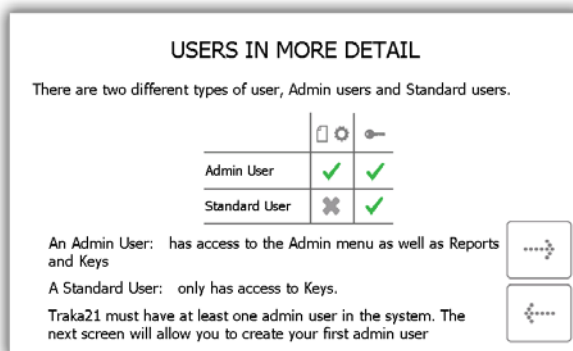 USERS IN MORE DETAIL
There are two different types of user, Admin users and Standard users.
Admin User
Standard User
An Admin User: has access to the Admin menu as well as Reports
and Keys
A Standard User: only has access to Keys.
Traka21 must have at least one admin user in the system. The
next screen will allow you to create your first admin user